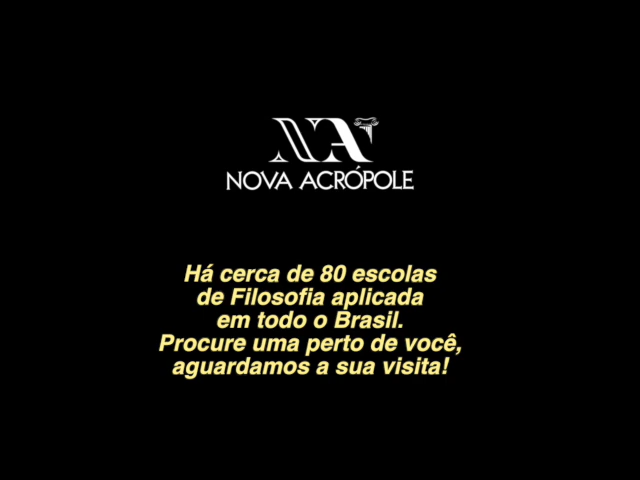 NA
NOVA ACRÓPOLE
Há cerca de 80 escolas
de Filosofia aplicada
em todo o Brasil.
Procure uma perto de você,
aguardamos a sua visita!